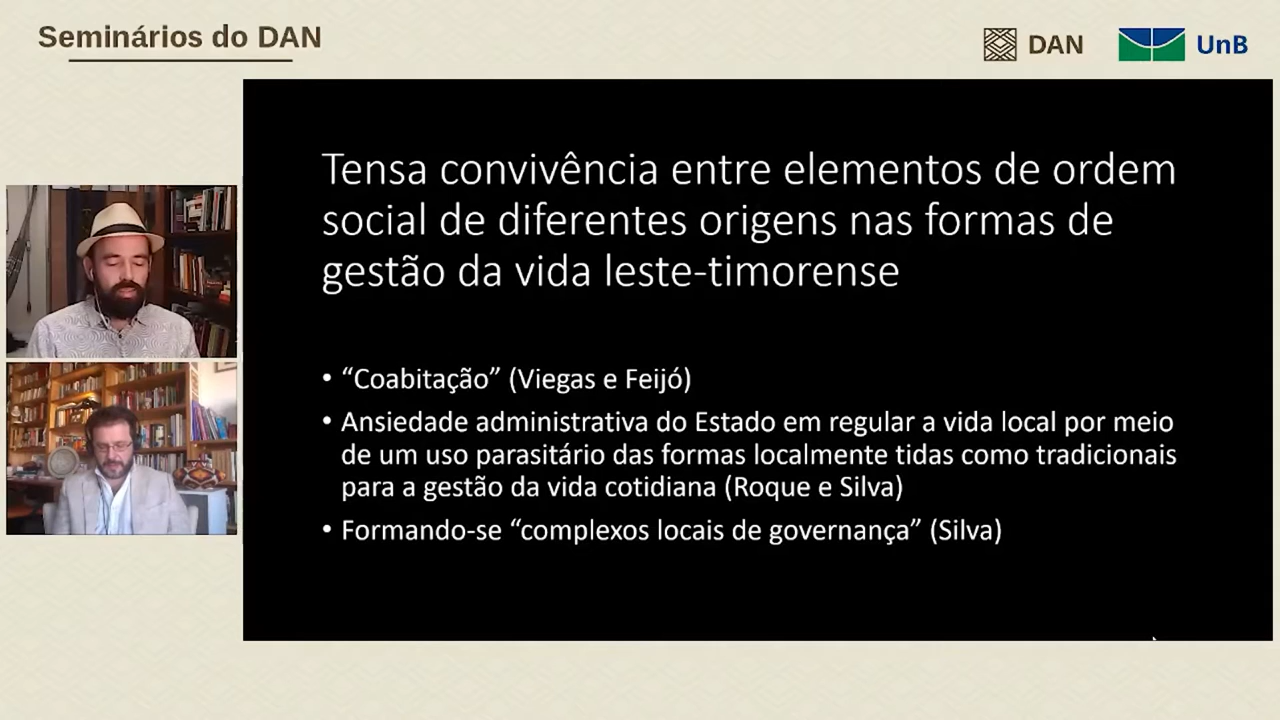 Seminários do DAN
DAN
UnB
Tensa convivência entre elementos de ordem
social de diferentes origens nas formas de
gestão da vida leste-timorense
• “Coabitação” (Viegas e Feijó)
• Ansiedade administrativa do Estado em regular a vida local por meio
de um uso parasitário das formas localmente tidas como tradicionais
para a gestão da vida cotidiana (Roque e Silva)
• Formando-se “complexos locais de governança” (Silva)